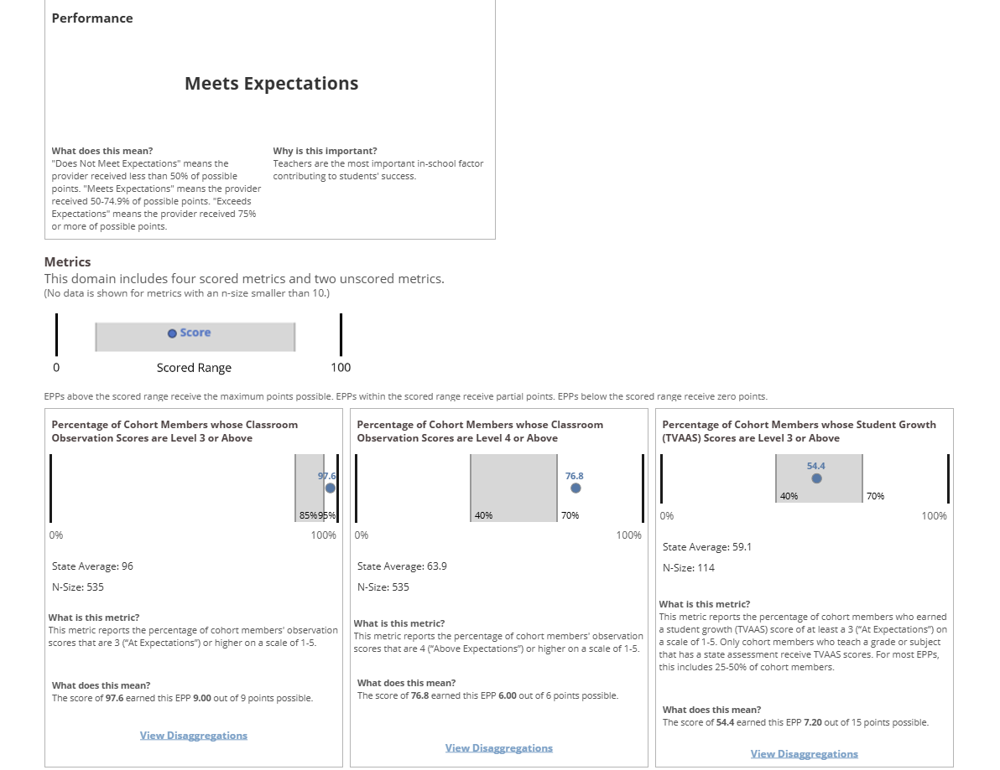 Performance
Meets Expectations
What does this mean?
"Does Not Meet Expectations" means the
provider received less than 50% of possible
points. "Meets Expectations" means the provider
received 50-74.9% of possible points. "Exceeds
Expectations" means the provider received 75%
or more of possible points.
Why is this important?
Teachers are the most important in-school factor
contributing to students' success.
Metrics
This domain includes four scored metrics and two unscored metrics.
(No data is shown for metrics with an n-size smaller than 10.)
Score
0
Scored Range
100
EPPs above the scored range receive the maximum points possible. EPPs within the scored range receive partial points. EPPs below the scored range receive zero points.
Percentage of Cohort Members whose Classroom
Observation Scores are Level 3 or Above
97.6
85%
95%
0%
100%
State Average: 96
N-Size: 535
What is this metric?
This metric reports the percentage of cohort members' observation
scores that are 3 (“At Expectations”) or higher on a scale of 1-5.
What does this mean?
The score of 97.6 earned this EPP 9.00 out of 9 points possible.
View Disaggregations
Percentage of Cohort Members whose Classroom
Observation Scores are Level 4 or Above
76.8
40%
70%
0%
100%
State Average: 63.9
N-Size: 535
What is this metric?
This metric reports the percentage of cohort members' observation
scores that are 4 (“Above Expectations”) or higher on a scale of 1-5.
What does this mean?
The score of 76.8 earned this EPP 6.00 out of 6 points possible.
View Disaggregations
Percentage of Cohort Members whose Student Growth
(TVAAS) Scores are Level 3 or Above
54.4
40%
70%
0%
100%
State Average: 59.1
N-Size: 114
What is this metric?
This metric reports the percentage of cohort members who earned
a student growth (TVAAS) score of at least a 3 (“At Expectations”) on
a scale of 1-5. Only cohort members who teach a grade or subject
that has a state assessment receive TVAAS scores. For most EPPs,
this includes 25-50% of cohort members.
What does this mean?
The score of 54.4 earned this EPP 7.20 out of 15 points possible.
View Disaggregations